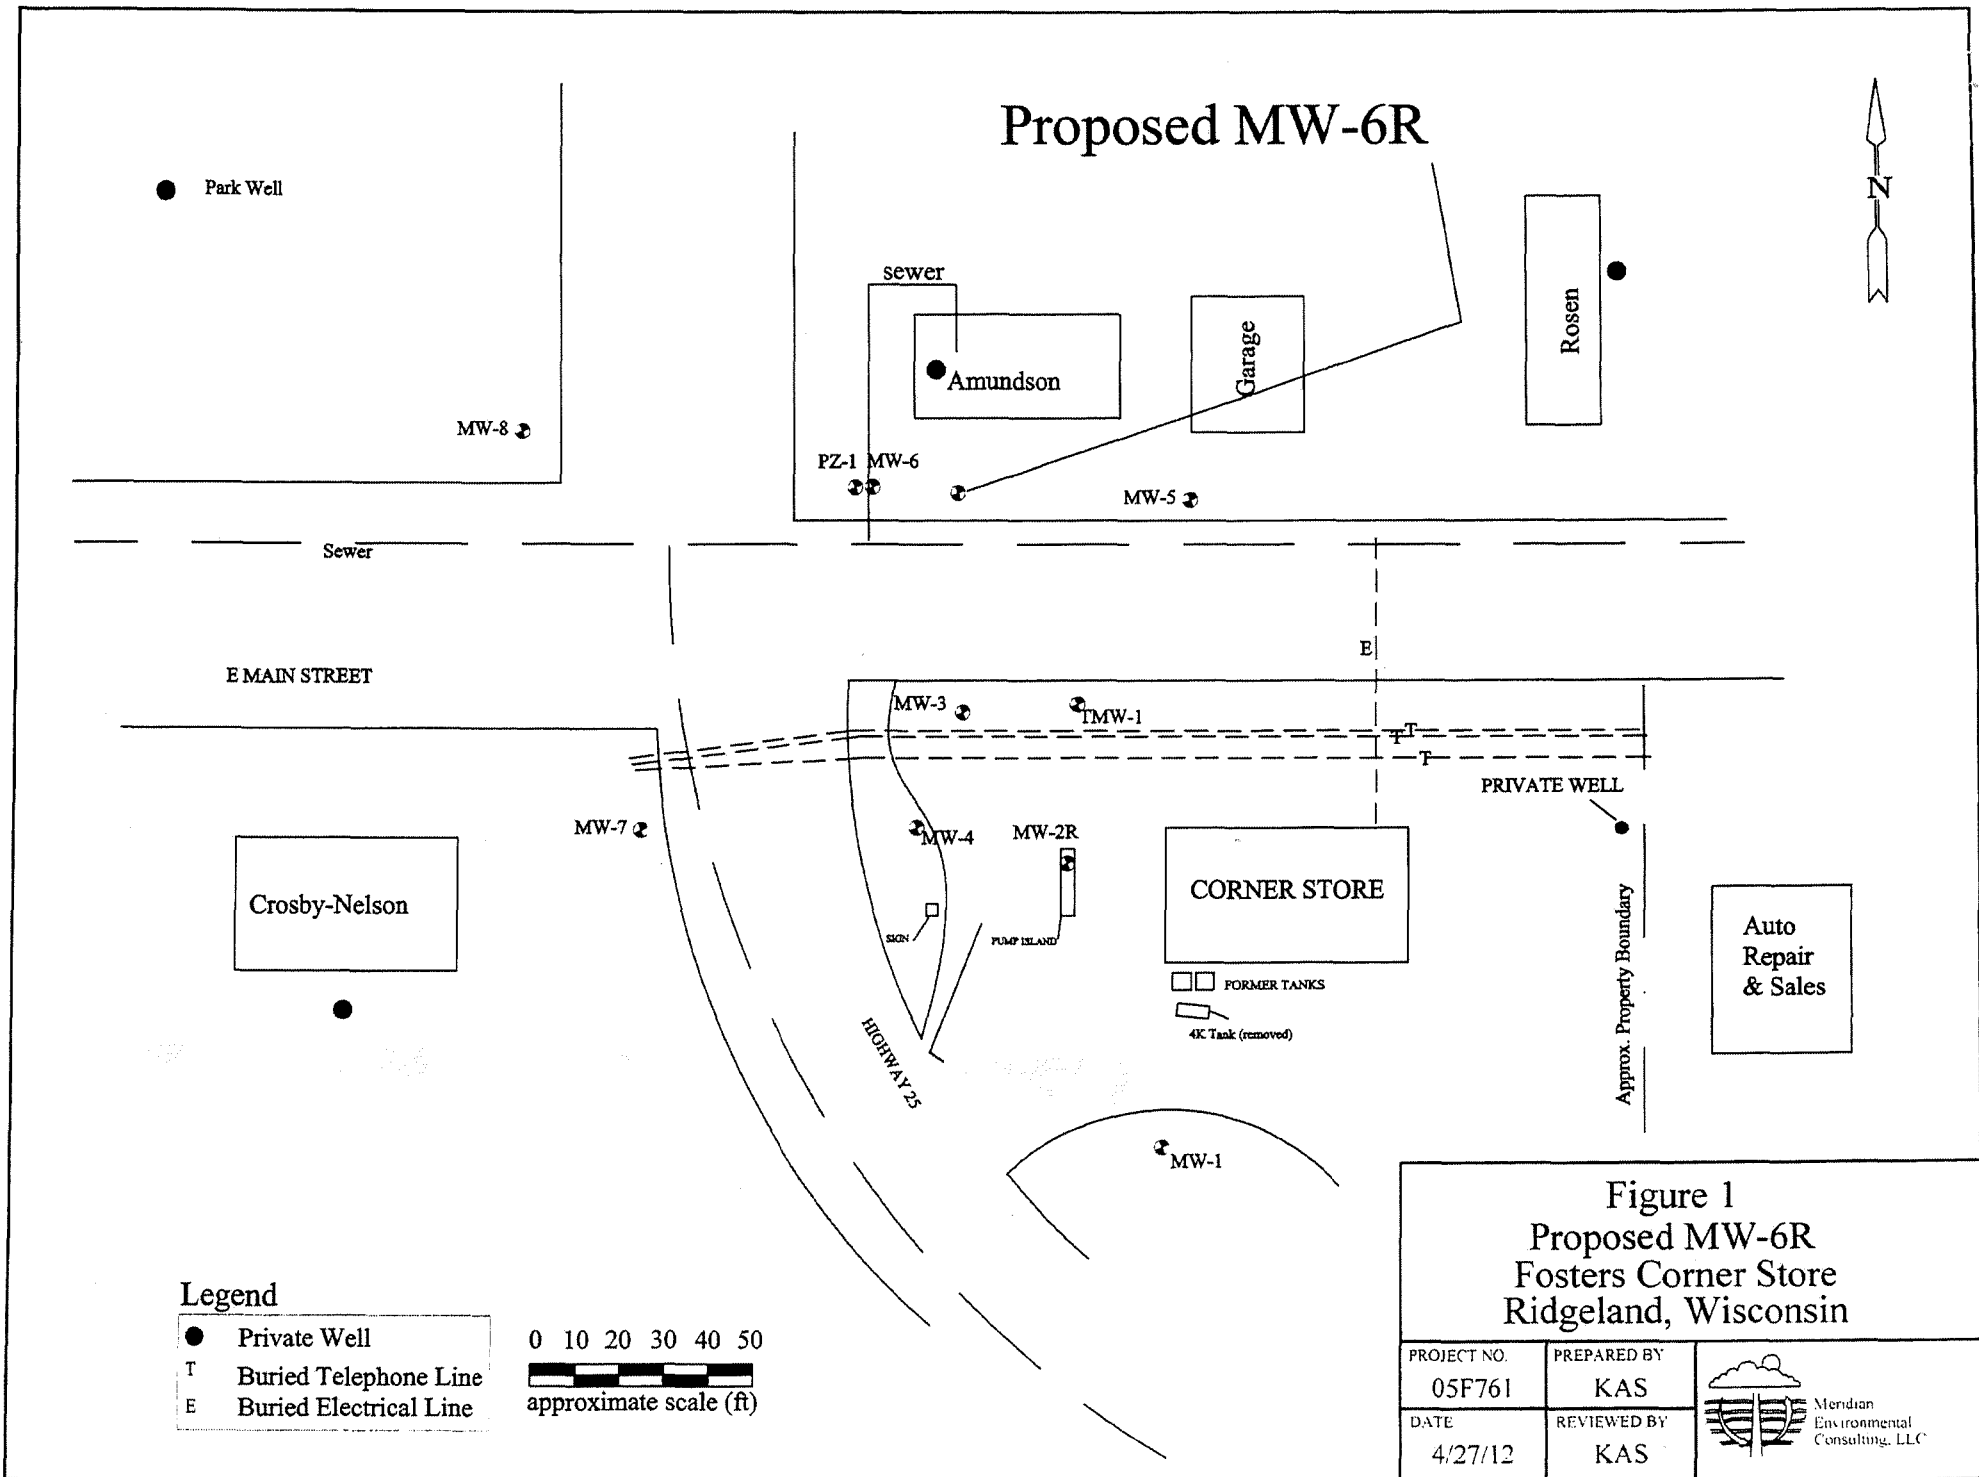 Proposed MW-6R
N
Park Well
sewer
Rosen
Garage
Amundson
MW-8
PZ-1
MW-6
MW-5
Sewer
E
E MAIN STREET
MW-3
TMW-1
T
T
T
PRIVATE WELL
MW-7
MW-4
MW-2R
CORNER STORE
Crosby-Nelson
SIGN
PUMP ISLAND
Approx. Property Boundary
Auto
Repair
& Sales
FORMER TANKS
4K Tank (removed)
HIGHWAY 25
MW-1
Legend
Private Well
T Buried Telephone Line
E Buried Electrical Line
0 10 20 30 40 50
approximate scale (ft)
Figure 1
Proposed MW-6R
Fosters Corner Store
Ridgeland, Wisconsin
PROJECT NO.
05F761
PREPARED BY
KAS
DATE
4/27/12
REVIEWED BY
KAS
Meridian
Environmental
Consulting, LLC